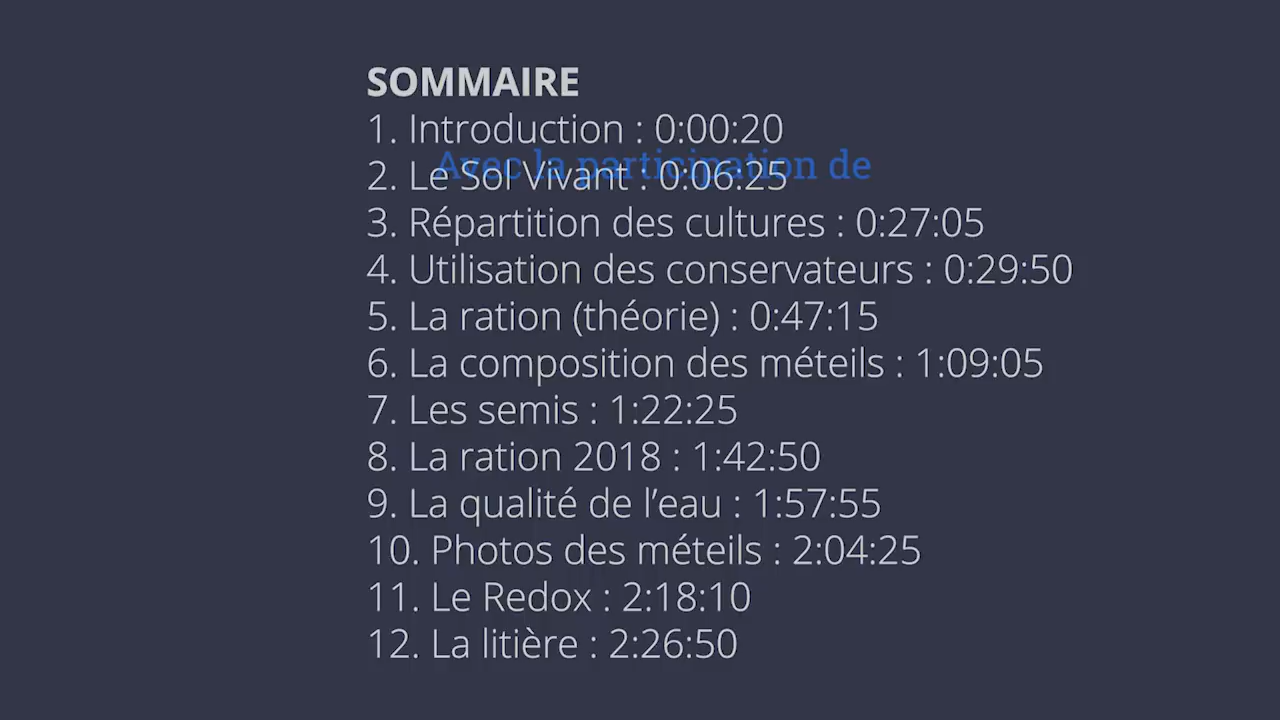 SOMMAIRE
1. Introduction : 0:00:20
Avec la participation de
2. Le Sol Vivant : 0:06:25
3. Répartition des cultures : 0:27:05
4. Utilisation des conservateurs : 0:29:50
5. La ration (théorie) : 0:47:15
6. La composition des méteils : 1:09:05
7. Les semis : 1:22:25
8. La ration 2018 : 1:42:50
9. La qualité de l’eau : 1:57:55
10. Photos des méteils : 2:04:25
11. Le Redox : 2:18:10
12. La litière : 2:26:50